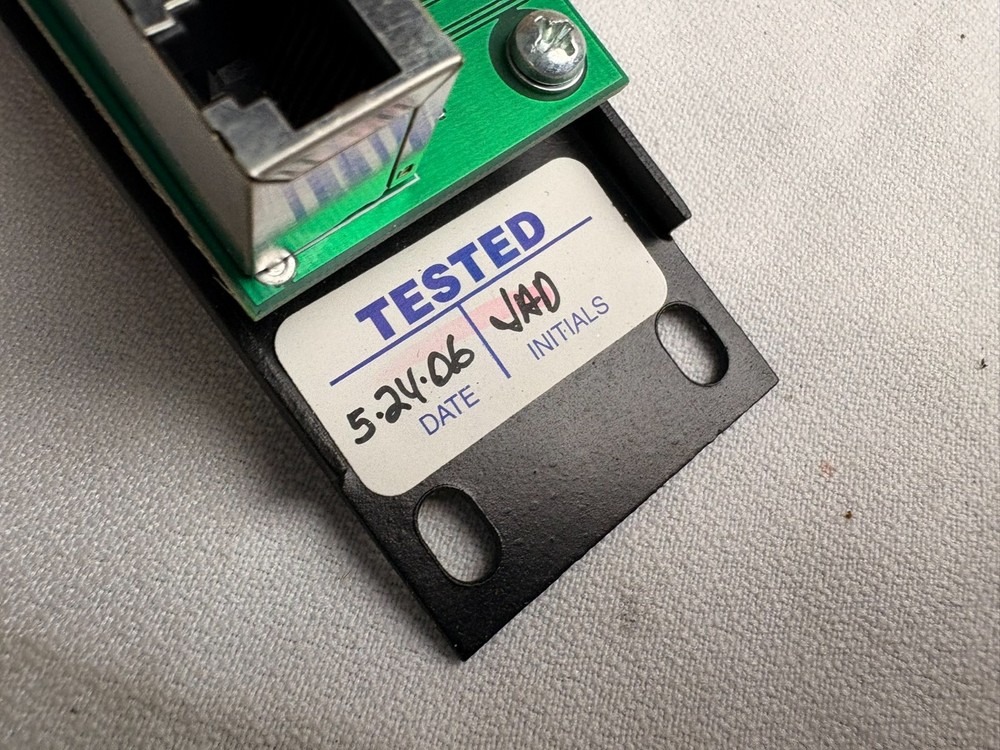 TESTED
5.24.06 JAD
DATE INITIALS